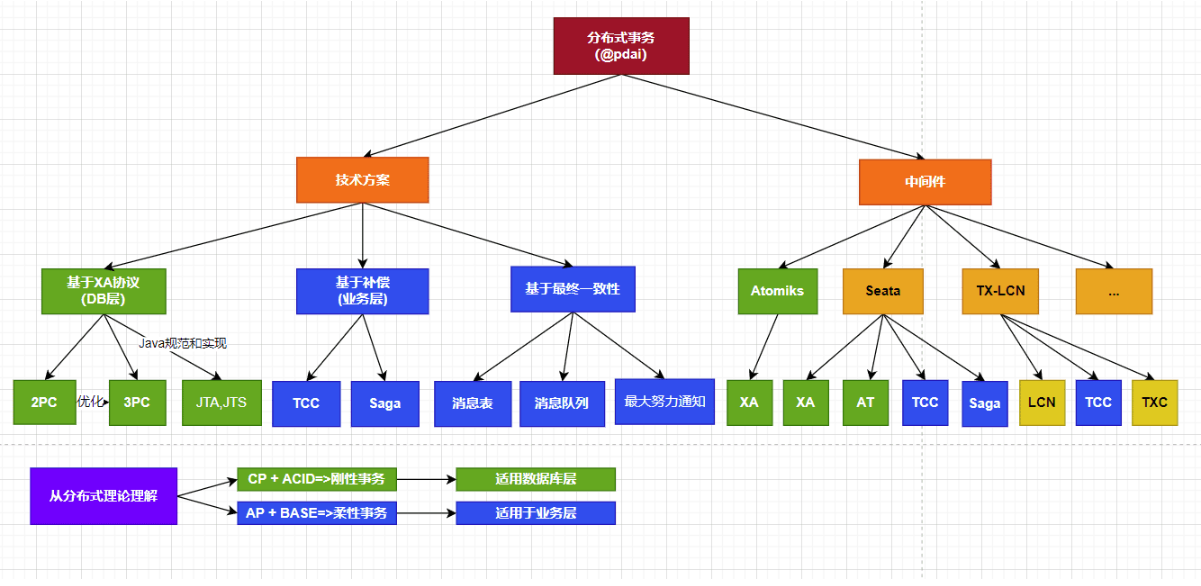 分布式事务
(@pdai)
技术方案
中间件
基于XA协议
(DB层)
基于补偿
(业务层)
基于最终一致性
Atomiks
Seata
TX-LCN
...
Java规范和实现
2PC
优化
3PC
JTA,JTS
TCC
Saga
消息表
消息队列
最大努力通知
XA
XA
AT
TCC
Saga
LCN
TCC
TXC
从分布式理论理解
CP + ACID=>刚性事务
适用数据库层
AP + BASE=>柔性事务
适用于业务层